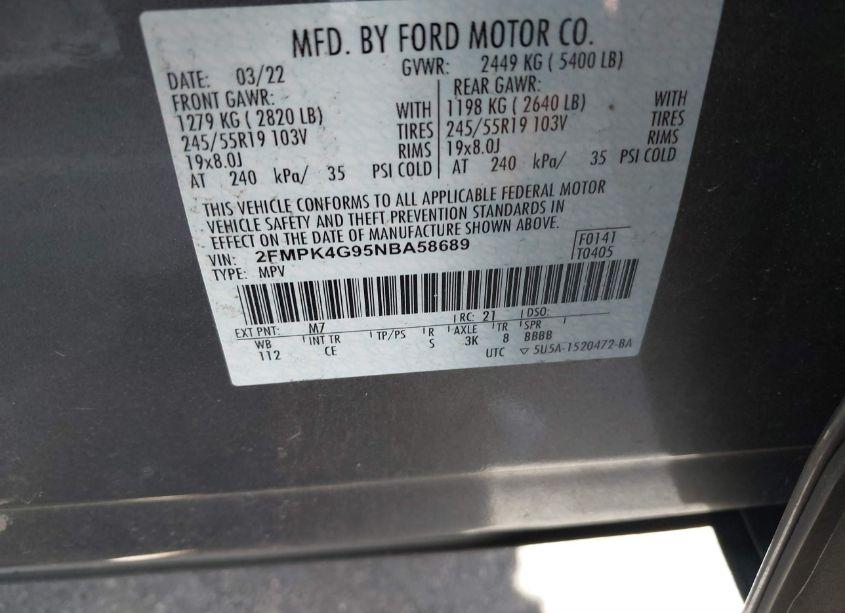 MFD. BY FORD MOTOR CO.
DATE: 03/22 GVWR: 2449 KG ( 5400 LB)
FRONT GAWR: REAR GAWR:
1279 KG ( 2820 LB) WITH 1198 KG ( 2640 LB) WITH
245/55R19 103V TIRES 245/55R19 103V TIRES
19x8.0J RIMS 19x8.0J RIMS
AT 240 kPa/ 35 PSI COLD AT 240 kPa/ 35 PSI COLD
THIS VEHICLE CONFORMS TO ALL APPLICABLE FEDERAL MOTOR
VEHICLE SAFETY AND THEFT PREVENTION STANDARDS IN
EFFECT ON THE DATE OF MANUFACTURE SHOWN ABOVE.
VIN: 2FMPK4G95NBA58689 F0141
TYPE: MPV T0405
EXT PNT: M7 RC: 21 DSO:
WB INT TR TP/PS R AXLE TR SPR
112 CE S 3K 8 BBBB
UTC ▽ 5U5A-1520472-BA